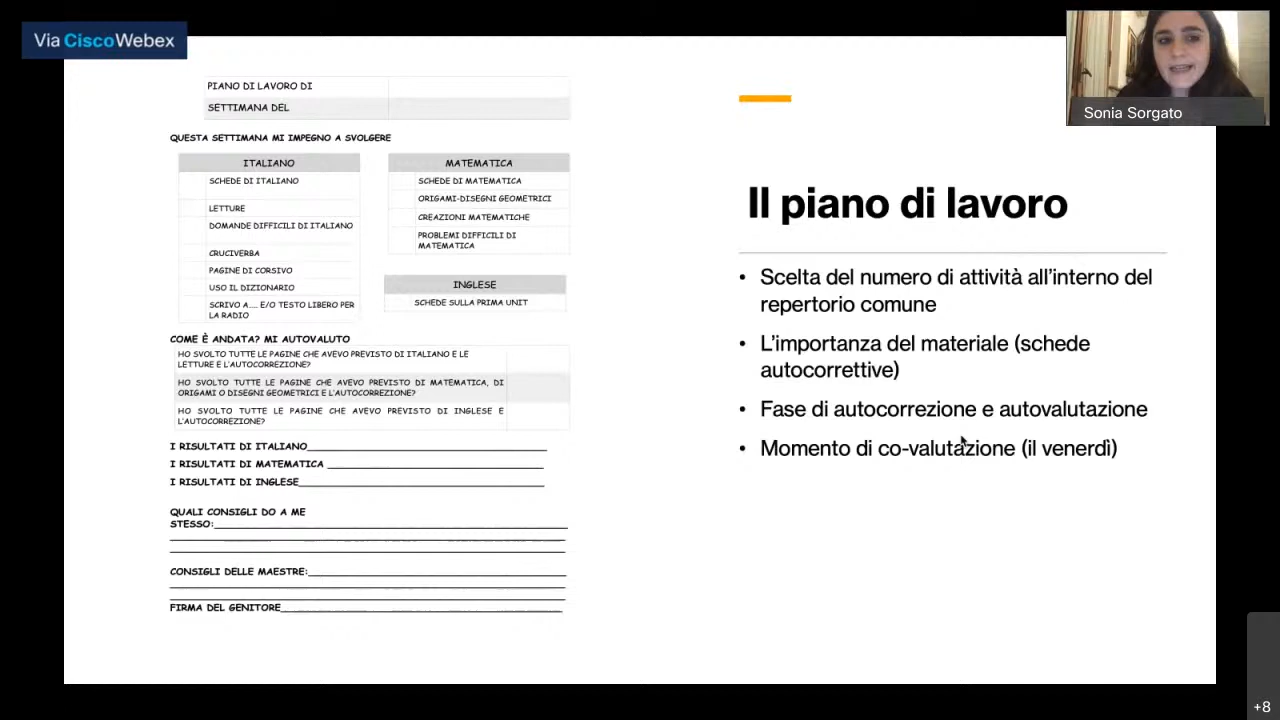 Via CiscoWebex
Sonia Sorgato
PIANO DI LAVORO DI
SETTIMANA DEL
QUESTA SETTIMANA MI IMPEGNO A SVOLGERE
ITALIANO
SCHEDE DI ITALIANO
LETTURE
DOMANDE DIFFICILI DI ITALIANO
CRUCIVERBA
PAGINE DI CORSIVO
USO IL DIZIONARIO
SCRIVO A..... E/O TESTO LIBERO PER
LA RADIO
MATEMATICA
SCHEDE DI MATEMATICA
ORIGAMI-DISEGNI GEOMETRICI
CREAZIONI MATEMATICHE
PROBLEMI DIFFICILI DI
MATEMATICA
INGLESE
SCHEDE SULLA PRIMA UNIT
COME È ANDATA? MI AUTOVALUTO
HO SVOLTO TUTTE LE PAGINE CHE AVEVO PREVISTO DI ITALIANO E LE
LETTURE E L'AUTOCORREZIONE?
HO SVOLTO TUTTE LE PAGINE CHE AVEVO PREVISTO DI MATEMATICA, DI
ORIGAMI O DISEGNI GEOMETRICI E L'AUTOCORREZIONE?
HO SVOLTO TUTTE LE PAGINE CHE AVEVO PREVISTO DI INGLESE E
L'AUTOCORREZIONE?
I RISULTATI DI ITALIANO
I RISULTATI DI MATEMATICA
I RISULTATI DI INGLESE
QUALI CONSIGLI DO A ME
STESSO:
CONSIGLI DELLE MAESTRE:
FIRMA DEL GENITORE
Il piano di lavoro
• Scelta del numero di attività all'interno del
repertorio comune
• L'importanza del materiale (schede
autocorrettive)
• Fase di autocorrezione e autovalutazione
• Momento di co-valutazione (il venerdì)
+8